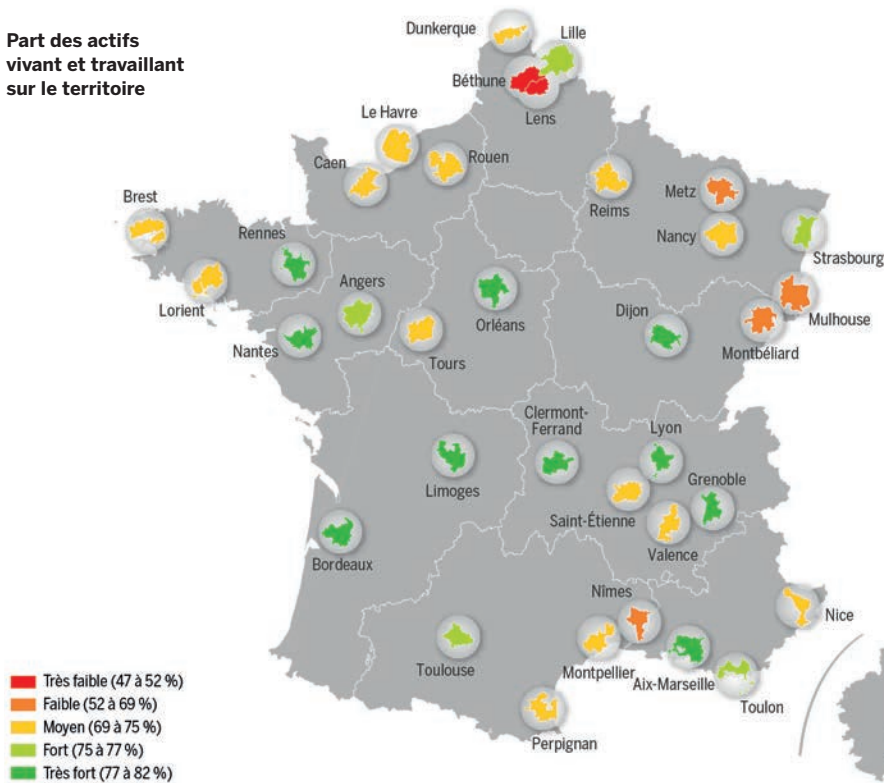 Part des actifs
vivant et travaillant
sur le territoire
Dunkerque
Lille
Béthune
Lens
Le Havre
Caen
Rouen
Reims
Metz
Nancy
Strasbourg
Brest
Rennes
Lorient
Angers
Nantes
Tours
Orléans
Dijon
Mulhouse
Montbéliard
Clermont-
Ferrand
Lyon
Limoges
Grenoble
Saint-Étienne
Valence
Bordeaux
Nîmes
Nice
Toulouse
Montpellier
Aix-Marseille
Toulon
Perpignan
Très faible (47 à 52 %)
Faible (52 à 69 %)
Moyen (69 à 75 %)
Fort (75 à 77 %)
Très fort (77 à 82 %)